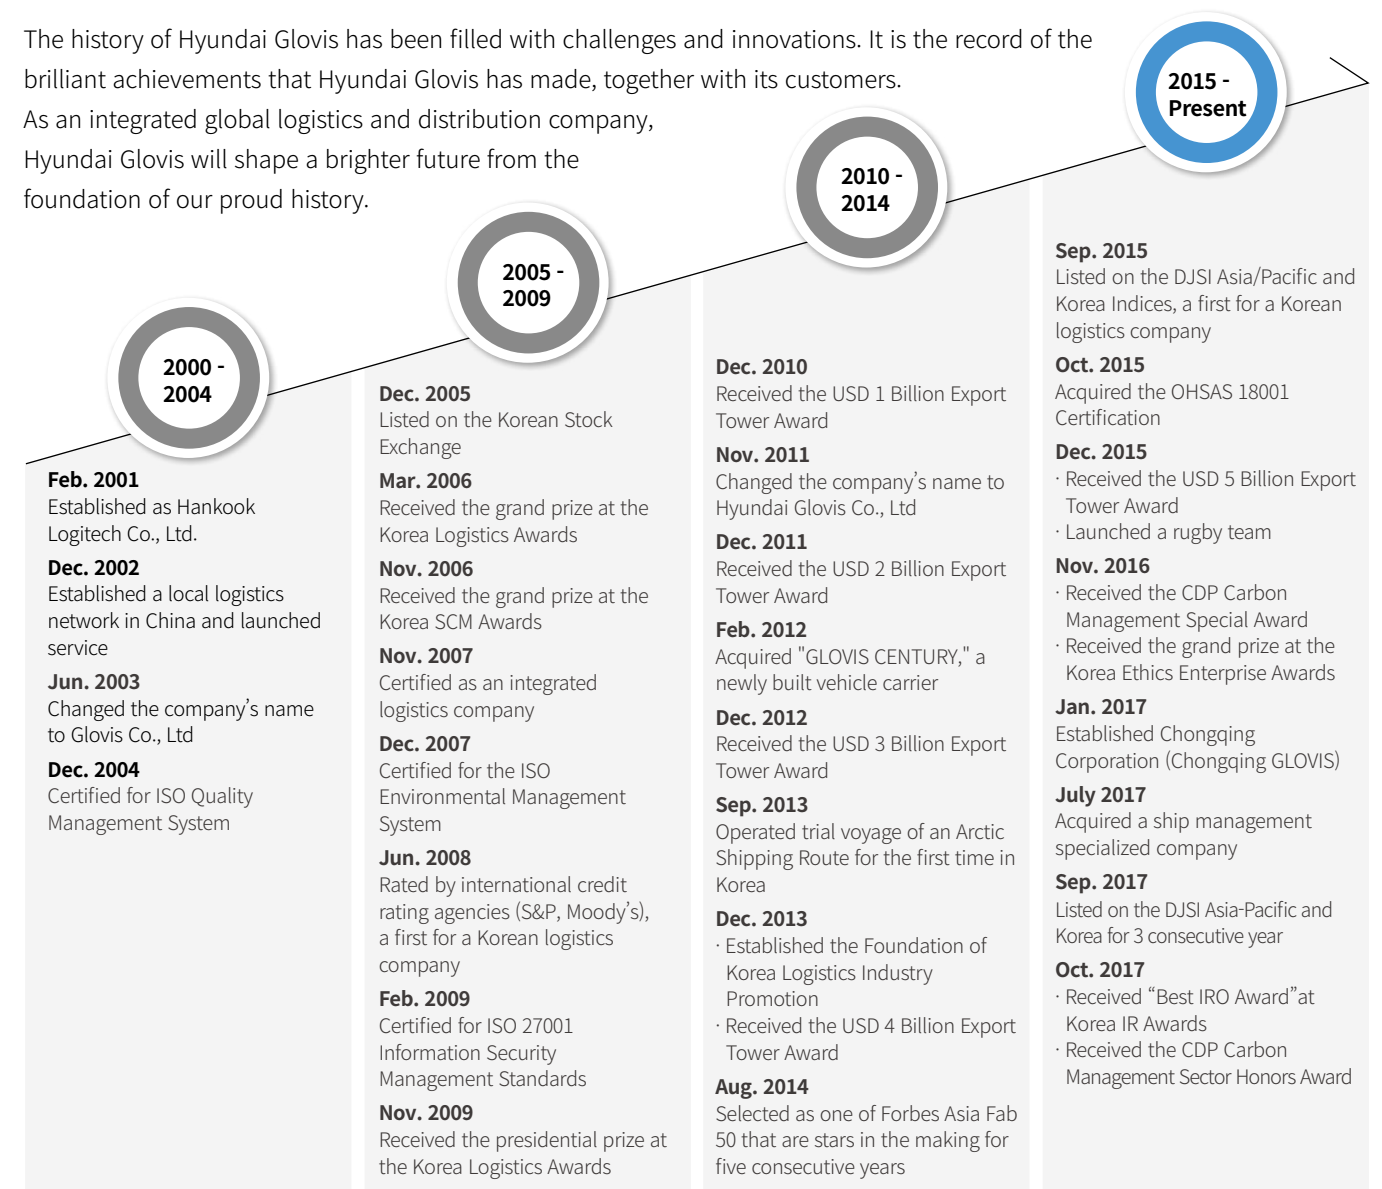 The history of Hyundai Glovis has been filled with challenges and innovations. It is the record of the
brilliant achievements that Hyundai Glovis has made, together with its customers.
As an integrated global logistics and distribution company,
Hyundai Glovis will shape a brighter future from the
foundation of our proud history.
2000 -
2004
Feb. 2001
Established as Hankook
Logitech Co., Ltd.
Dec. 2002
Established a local logistics
network in China and launched
service
Jun. 2003
Changed the company's name
to Glovis Co., Ltd
Dec. 2004
Certified for ISO Quality
Management System
2005 -
2009
Dec. 2005
Listed on the Korean Stock
Exchange
Mar. 2006
Received the grand prize at the
Korea Logistics Awards
Nov. 2006
Received the grand prize at the
Korea SCM Awards
Nov. 2007
Certified as an integrated
logistics company
Dec. 2007
Certified for the ISO
Environmental Management
System
Jun. 2008
Rated by international credit
rating agencies (S&P, Moody's),
a first for a Korean logistics
company
Feb. 2009
Certified for ISO 27001
Information Security
Management Standards
Nov. 2009
Received the presidential prize at
the Korea Logistics Awards
2010 -
2014
Dec. 2010
Received the USD 1 Billion Export
Tower Award
Nov. 2011
Changed the company's name to
Hyundai Glovis Co., Ltd
Dec. 2011
Received the USD 2 Billion Export
Tower Award
Feb. 2012
Acquired "GLOVIS CENTURY," a
newly built vehicle carrier
Dec. 2012
Received the USD 3 Billion Export
Tower Award
Sep. 2013
Operated trial voyage of an Arctic
Shipping Route for the first time in
Korea
Dec. 2013
· Established the Foundation of
Korea Logistics Industry
Promotion
· Received the USD 4 Billion Export
Tower Award
Aug. 2014
Selected as one of Forbes Asia Fab
50 that are stars in the making for
five consecutive years
2015 -
Present
Sep. 2015
Listed on the DJSI Asia/Pacific and
Korea Indices, a first for a Korean
logistics company
Oct. 2015
Acquired the OHSAS 18001
Certification
Dec. 2015
· Received the USD 5 Billion Export
Tower Award
· Launched a rugby team
Nov. 2016
· Received the CDP Carbon
Management Special Award
· Received the grand prize at the
Korea Ethics Enterprise Awards
Jan. 2017
Established Chongqing
Corporation (Chongqing GLOVIS)
July 2017
Acquired a ship management
specialized company
Sep. 2017
Listed on the DJSI Asia-Pacific and
Korea for 3 consecutive year
Oct. 2017
· Received “Best IRO Award”at
Korea IR Awards
· Received the CDP Carbon
Management Sector Honors Award